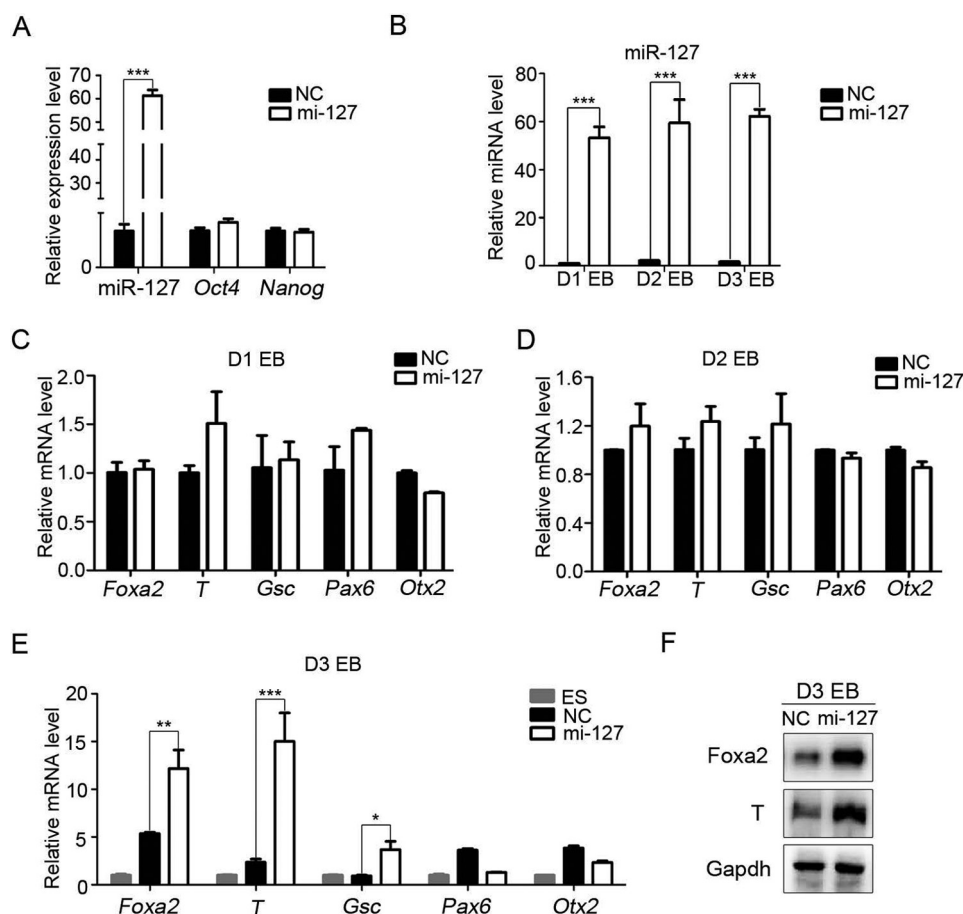 A
Relative expression level
70
60
50
40
30
0
***
NC
mi-127
miR-127 Oct4 Nanog
B
miR-127
Relative miRNA level
80
60
40
20
0
***
***
***
NC
mi-127
D1 EB D2 EB D3 EB
C
D1 EB
Relative mRNA level
2.0
1.5
1.0
0.5
0.0
NC
mi-127
Foxa2 T Gsc Pax6 Otx2
D
D2 EB
Relative mRNA level
1.6
1.2
0.8
0.4
0.0
NC
mi-127
Foxa2 T Gsc Pax6 Otx2
E
D3 EB
Relative mRNA level
20
15
10
5
0
**
***
*
ES
NC
mi-127
Foxa2 T Gsc Pax6 Otx2
F
D3 EB
NC mi-127
Foxa2
T
Gapdh